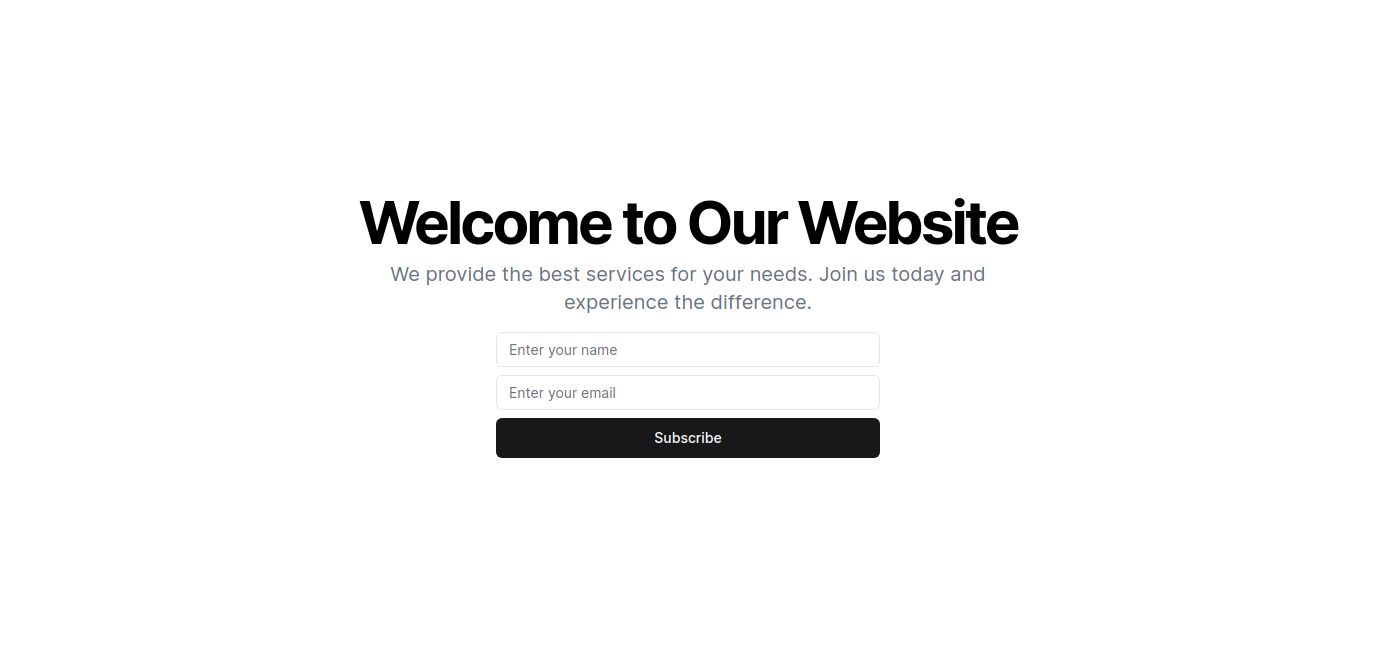 Welcome to Our Website
We provide the best services for your needs. Join us today and
experience the difference.
Enter your name
Enter your email
Subscribe